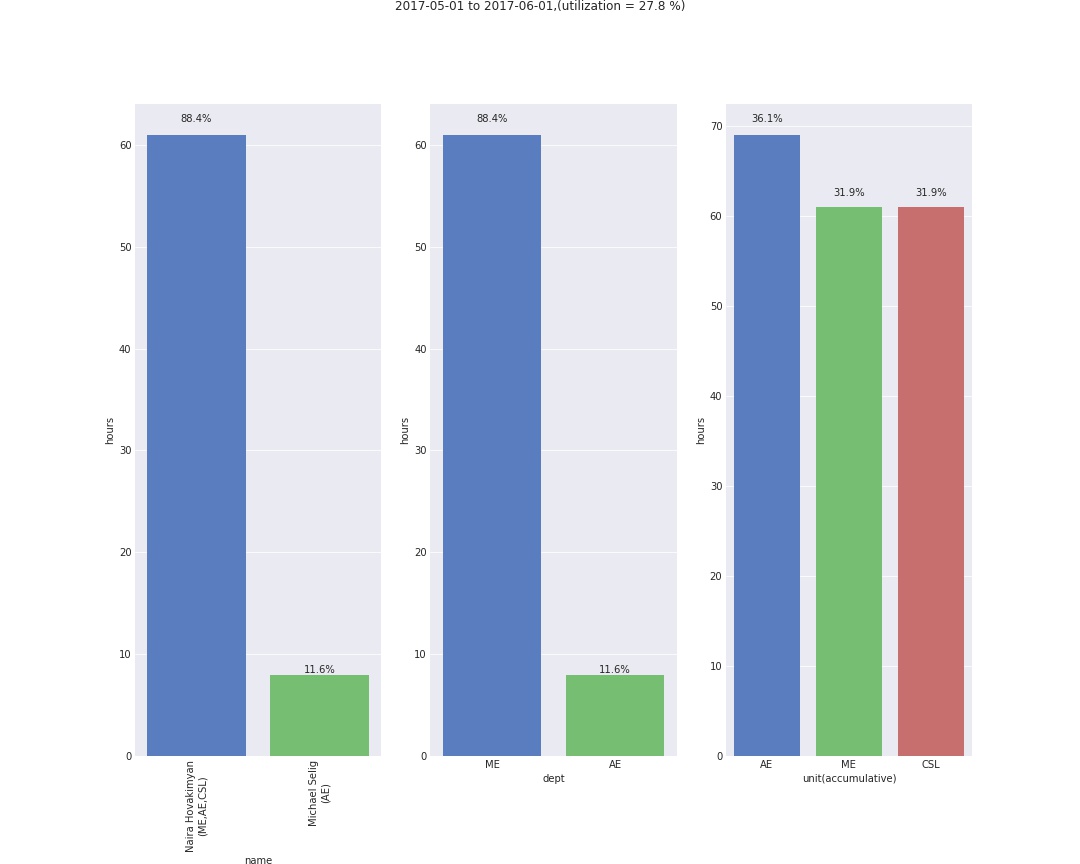 2017-05-01 to 2017-06-01,(utilization = 27.8 %)
88.4%
11.6%
60
50
40
30
20
10
0
hours
Naira Hovakimyan
(ME,AE,CSL)
Michael Selig
(AE)
name
88.4%
11.6%
60
50
40
30
20
10
0
hours
ME
AE
dept
36.1%
31.9%
31.9%
70
60
50
40
30
20
10
0
hours
AE
ME
CSL
unit(accumulative)